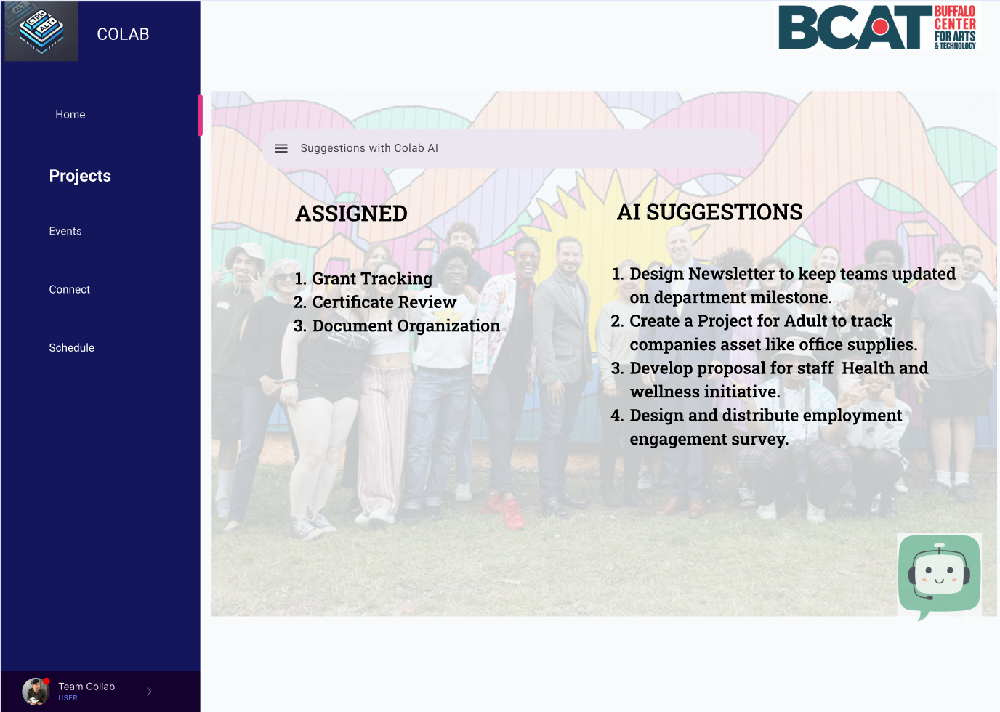 CTRL+
ALT+
ALT
COLAB
BCAT
BUFFALO
CENTER
FOR ARTS
& TECHNOLOGY
Home
Projects
Events
Connect
Schedule
Suggestions with Colab AI
ASSIGNED
1. Grant Tracking
2. Certificate Review
3. Document Organization
AI SUGGESTIONS
1. Design Newsletter to keep teams updated
on department milestone.
2. Create a Project for Adult to track
companies asset like office supplies.
3. Develop proposal for staff  Health and
wellness initiative.
4. Design and distribute employment
engagement survey.
Team Collab
USER